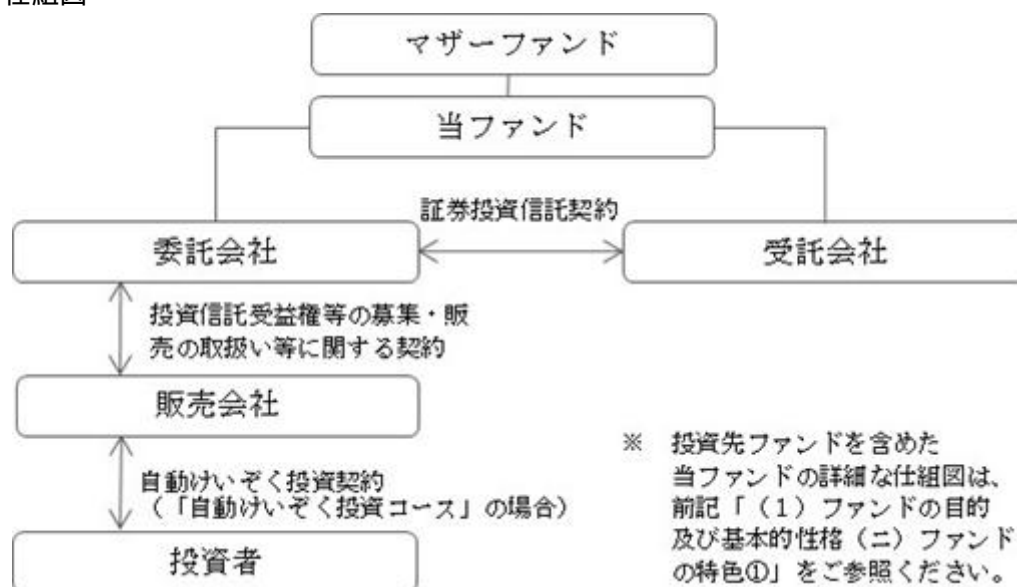 マザーファンド
当ファンド
証券投資信託契約
委託会社
受託会社
投資信託受益権等の募集・販
売の取扱い等に関する契約
販売会社
自動けいぞく投資契約
(「自動けいぞく投資コース」の場合)
投資者
※ 投資先ファンドを含めた
当ファンドの詳細な仕組図は、
前記「(1)ファンドの目的
及び基本的性格(ニ)ファンド
の特色①」をご参照ください。